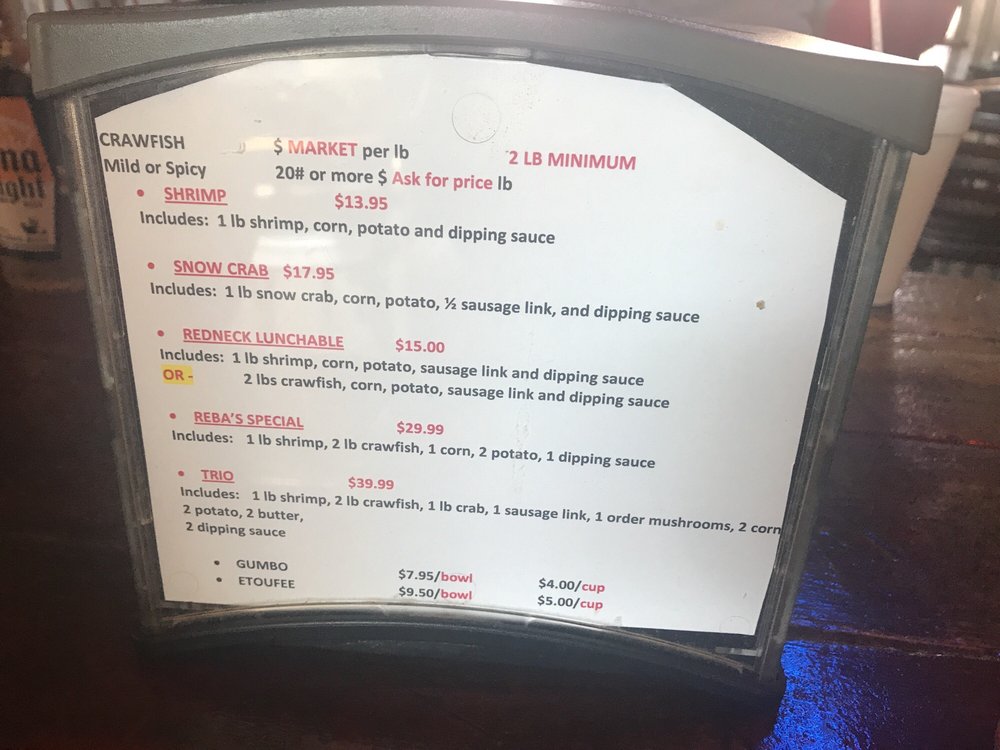 CRAWFISH $ MARKET per lb 2 LB MINIMUM
Mild or Spicy 20# or more $ Ask for price lb
• SHRIMP $13.95
Includes: 1 lb shrimp, corn, potato and dipping sauce
• SNOW CRAB $17.95
Includes: 1 lb snow crab, corn, potato, ½ sausage link, and dipping sauce
• REDNECK LUNCHABLE $15.00
Includes: 1 lb shrimp, corn, potato, sausage link and dipping sauce
OR - 2 lbs crawfish, corn, potato, sausage link and dipping sauce
• REBA'S SPECIAL $29.99
Includes: 1 lb shrimp, 2 lb crawfish, 1 corn, 2 potato, 1 dipping sauce
• TRIO $39.99
Includes: 1 lb shrimp, 2 lb crawfish, 1 lb crab, 1 sausage link, 1 order mushrooms, 2 corn
2 potato, 2 butter,
2 dipping sauce
• GUMBO $7.95/bowl $4.00/cup
• ETOUFEE $9.50/bowl $5.00/cup
na
ight